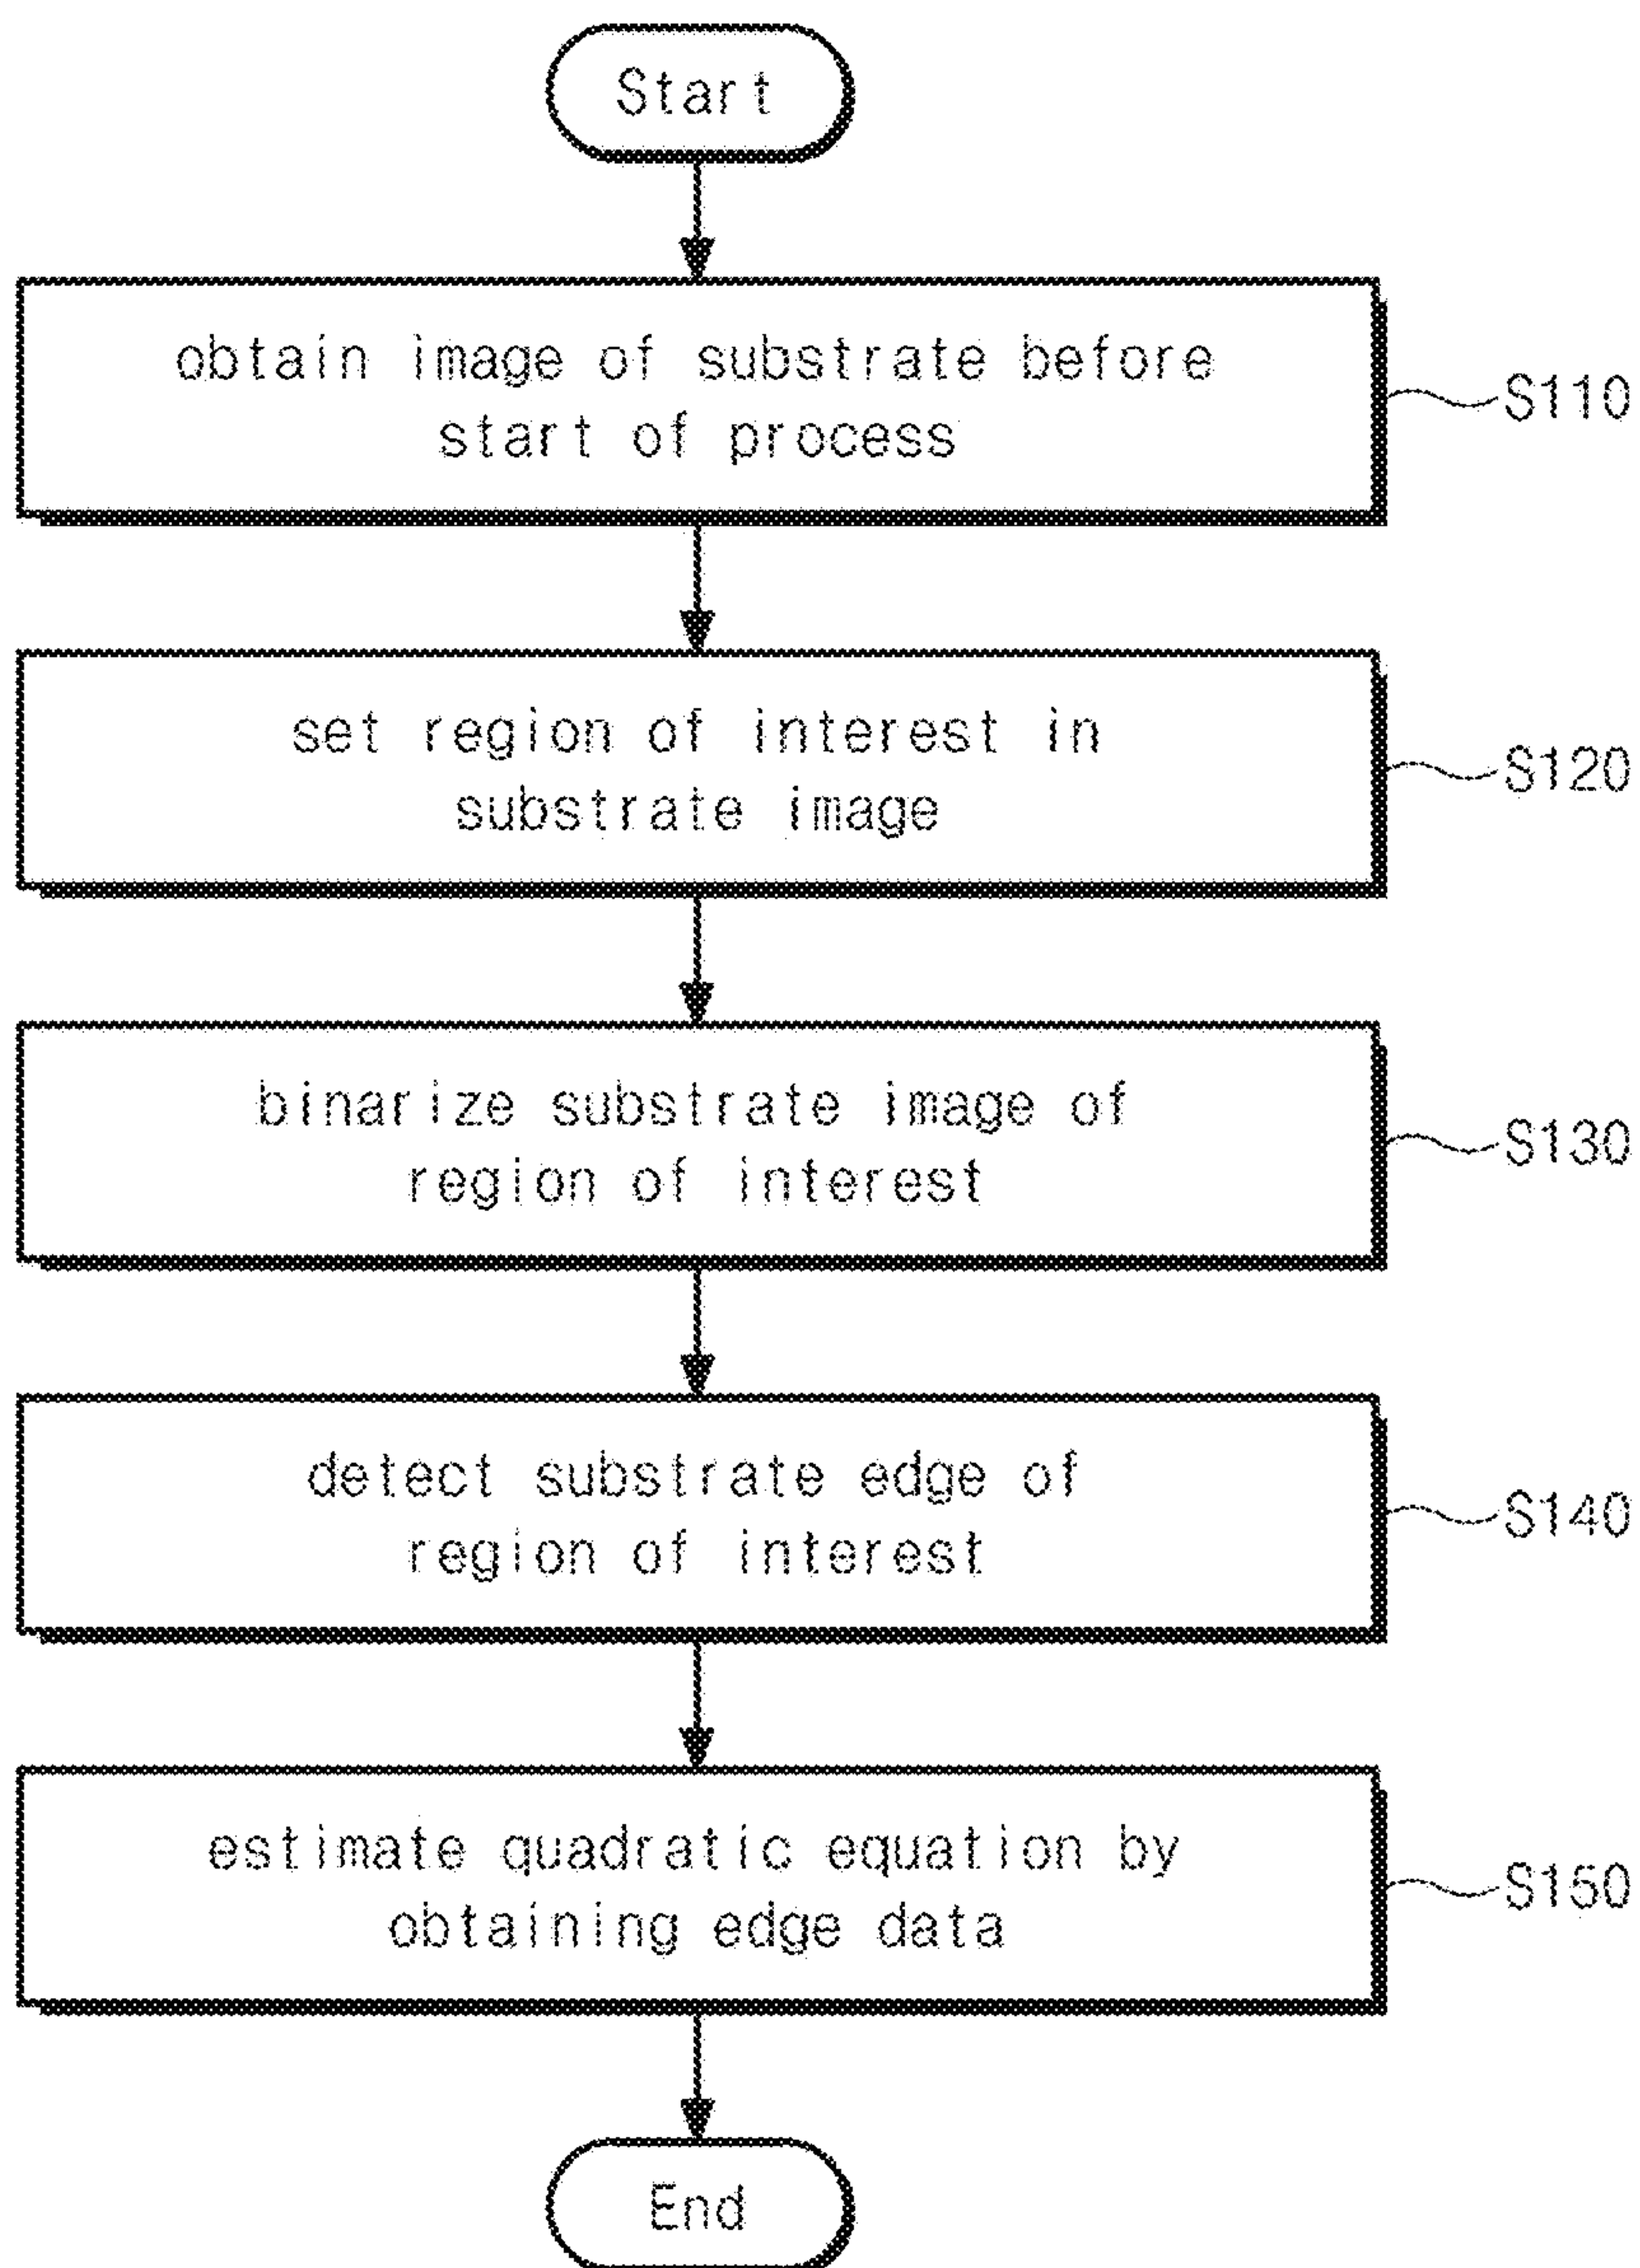 Start
obtain image of substrate before
start of process
S110
set region of interest in
substrate image
S120
binarize substrate image of
region of interest
S130
detect substrate edge of
region of interest
S140
estimate quadratic equation by
obtaining edge data
S150
End